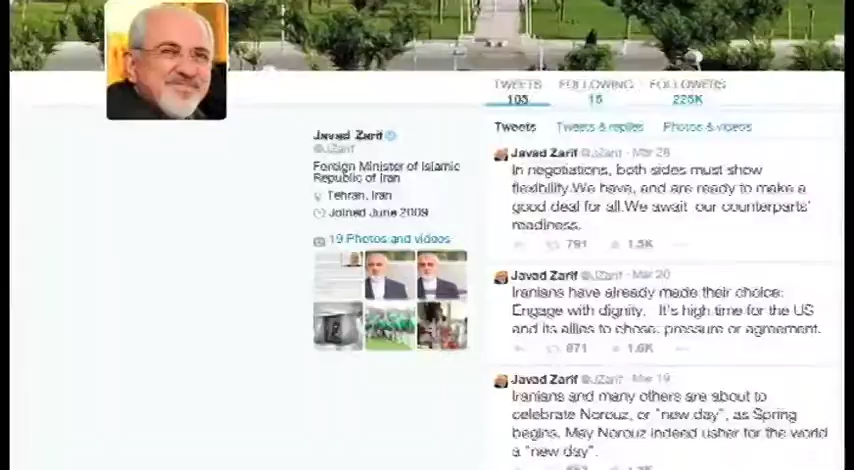 TWEETS FOLLOWING FOLLOWERS
105 15 225K
Tweets Tweets & replies Photos & videos
Javad Zarif
@JZarif
Foreign Minister of Islamic
Republic of Iran
Tehran, Iran
Joined June 2009
19 Photos and videos
Javad Zarif @JZarif · Mar 28
In negotiations, both sides must show
flexibility.We have, and are ready to make a
good deal for all.We await our counterparts'
readiness.
791 1.5K
Javad Zarif @JZarif · Mar 20
Iranians have already made their choice:
Engage with dignity. It's high time for the US
and its allies to chose: pressure or agreement.
971 1.6K
Javad Zarif @JZarif · Mar 19
Iranians and many others are about to
celebrate Norouz, or "new day", as Spring
begins. May Norouz indeed usher for the world
a "new day".